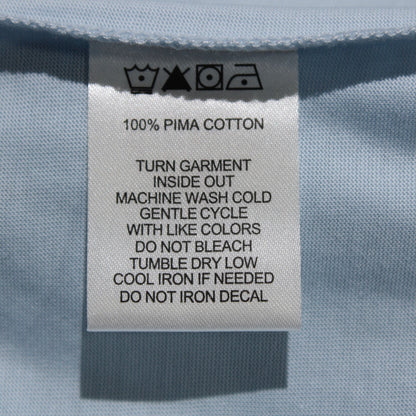 100% PIMA COTTON
TURN GARMENT
INSIDE OUT
MACHINE WASH COLD
GENTLE CYCLE
WITH LIKE COLORS
DO NOT BLEACH
TUMBLE DRY LOW
COOL IRON IF NEEDED
DO NOT IRON DECAL